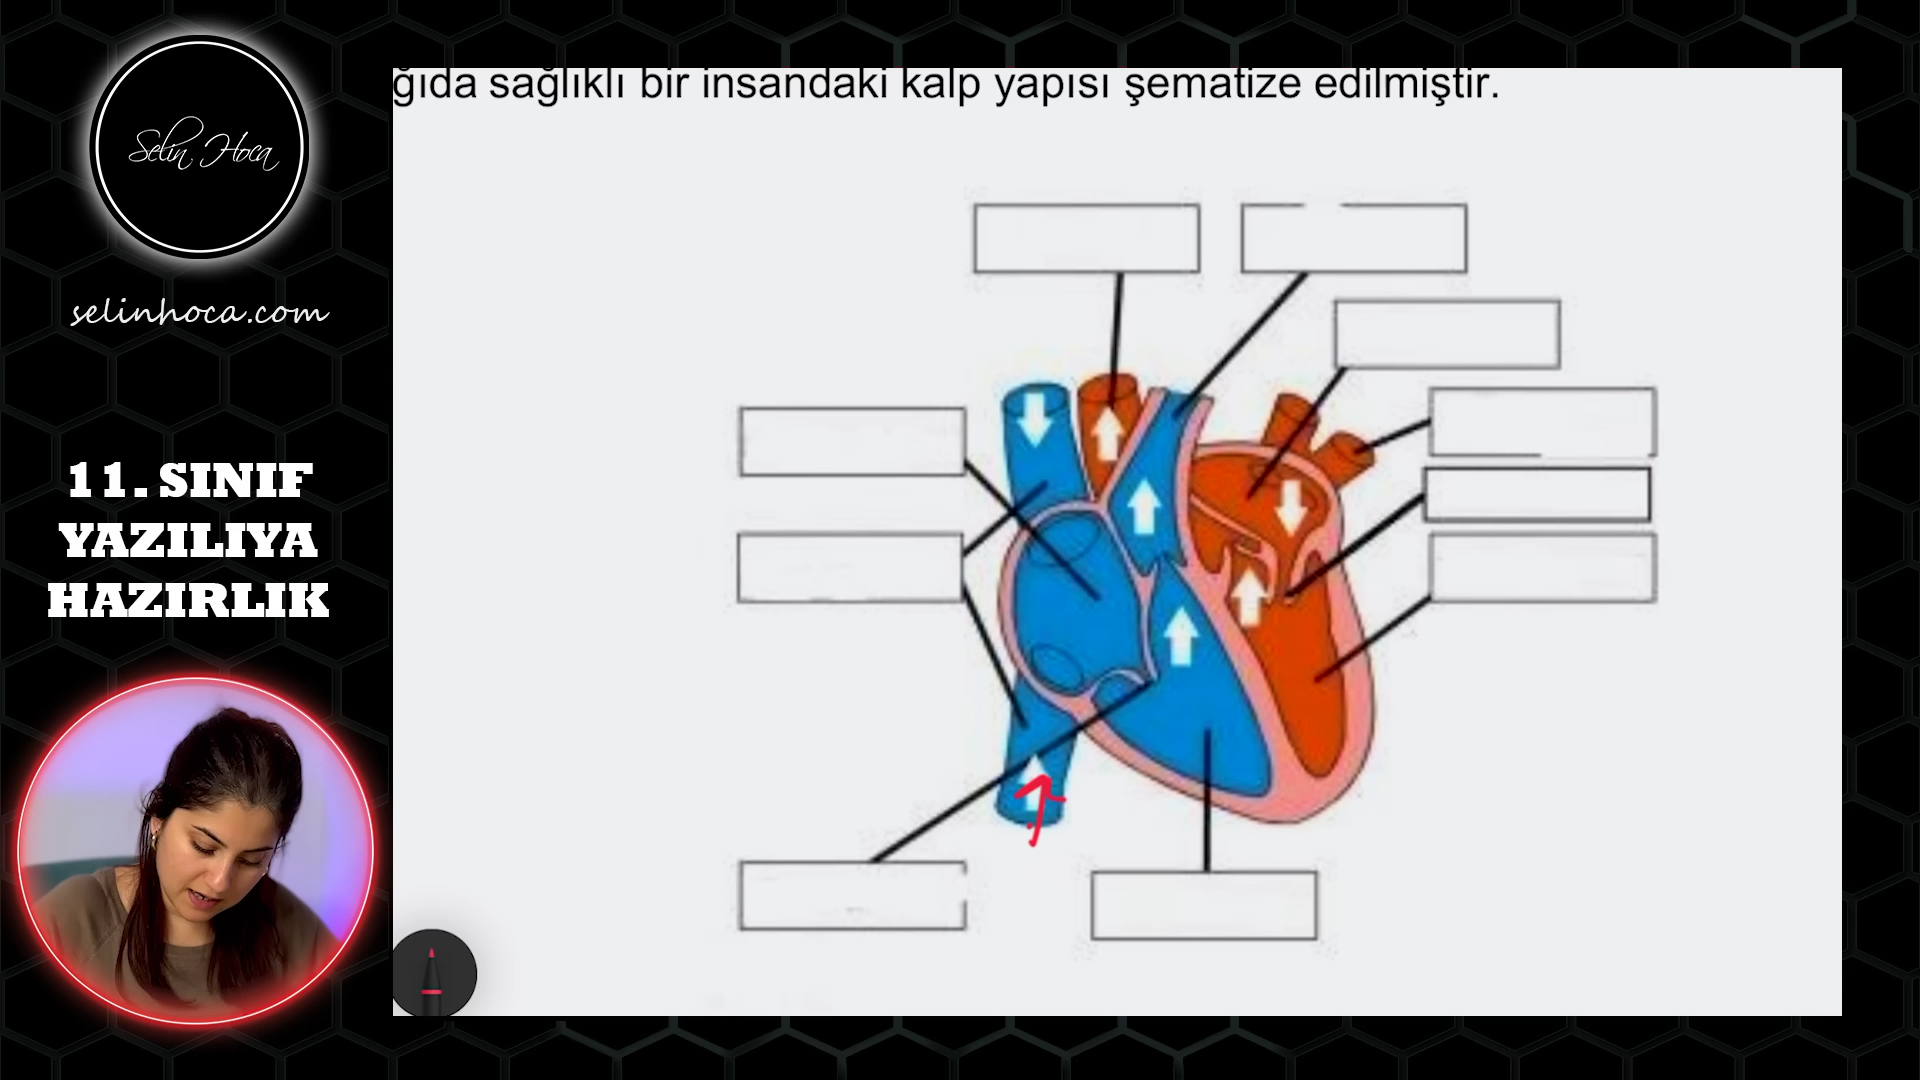 Selin Hoca
selinhoca.com
11. SINIF
YAZILIYA
HAZIRLIK
ğıda sağlıklı bir insandaki kalp yapısı şematize edilmiştir.